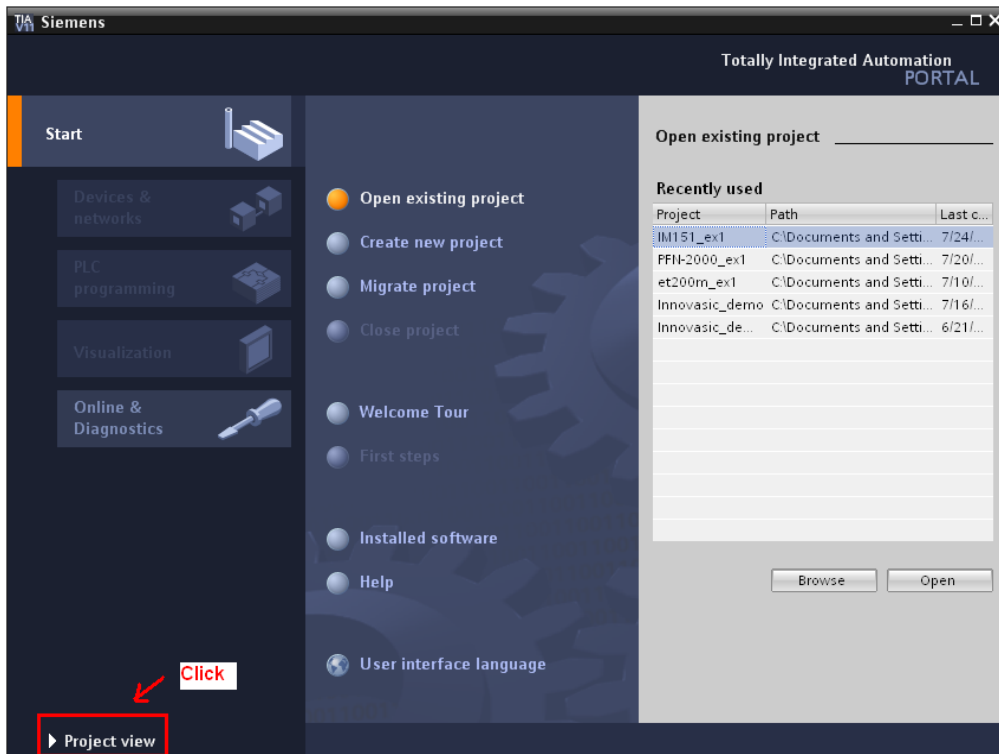 TIA V11 Siemens
Totally Integrated Automation
PORTAL
Start
Devices &
networks
PLC
programming
Visualization
Online &
Diagnostics
Open existing project
Create new project
Migrate project
Close project
Welcome Tour
First steps
Installed software
Help
User interface language
Open existing project
Recently used
Project Path Last c...
IM151_ex1 C:\Documents and Setti... 7/24/...
PFN-2000_ex1 C:\Documents and Setti... 7/20/...
et200m_ex1 C:\Documents and Setti... 7/10/...
Innovasic_demo C:\Documents and Setti... 7/16/...
Innovasic_de... C:\Documents and Setti... 6/21/...
Browse Open
Click
Project view